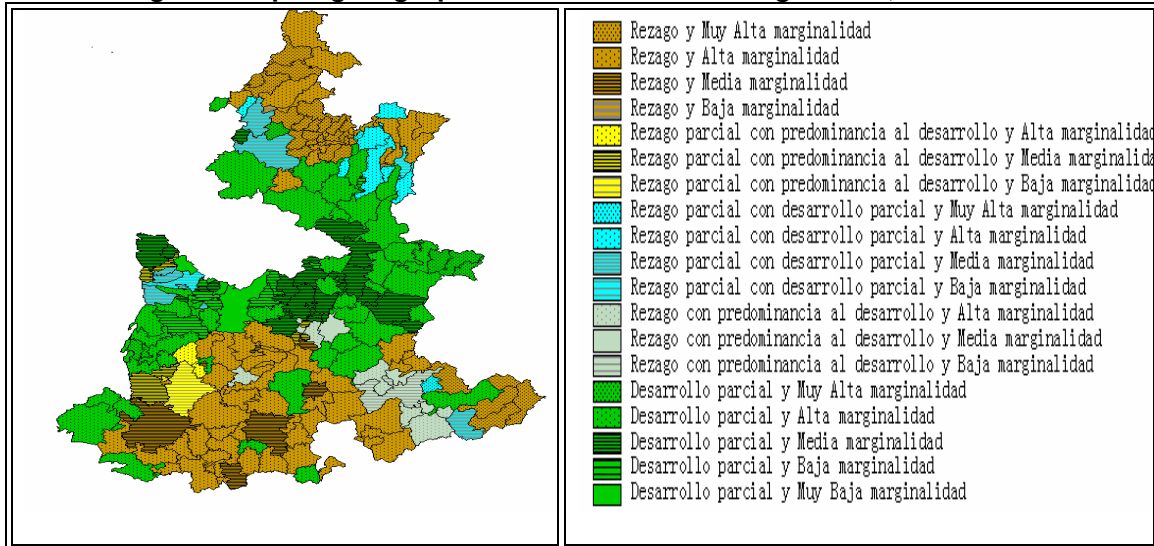 Rezago y Muy Alta marginalidad
Rezago y Alta marginalidad
Rezago y Media marginalidad
Rezago y Baja marginalidad
Rezago parcial con predominancia al desarrollo y Alta marginalidad
Rezago parcial con predominancia al desarrollo y Media marginalida
Rezago parcial con predominancia al desarrollo y Baja marginalidad
Rezago parcial con desarrollo parcial y Muy Alta marginalidad
Rezago parcial con desarrollo parcial y Alta marginalidad
Rezago parcial con desarrollo parcial y Media marginalidad
Rezago parcial con desarrollo parcial y Baja marginalidad
Rezago con predominancia al desarrollo y Alta marginalidad
Rezago con predominancia al desarrollo y Media marginalidad
Rezago con predominancia al desarrollo y Baja marginalidad
Desarrollo parcial y Muy Alta marginalidad
Desarrollo parcial y Alta marginalidad
Desarrollo parcial y Media marginalidad
Desarrollo parcial y Baja marginalidad
Desarrollo parcial y Muy Baja marginalidad